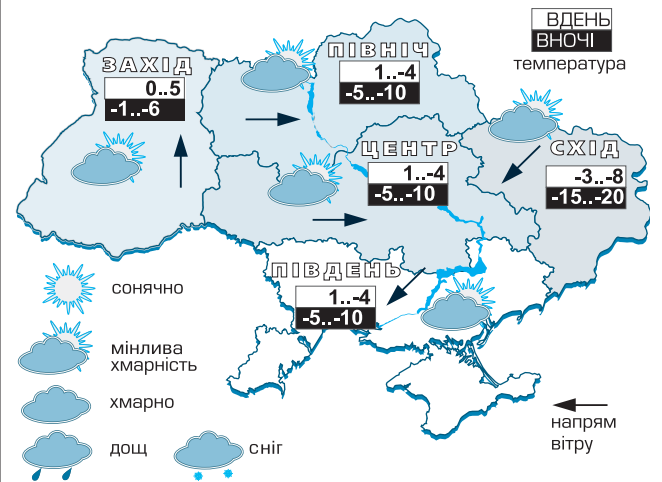 ВДЕНЬ
ВНОЧІ
температура
ЗАХІД
0..5
-1..-6
ПІВНІЧ
1..-4
-5..-10
ЦЕНТР
1..-4
-5..-10
СХІД
-3..-8
-15..-20
ПІВДЕНЬ
1..-4
-5..-10
сонячно
мінлива
хмарність
хмарно
дощ
сніг
напрям
вітру